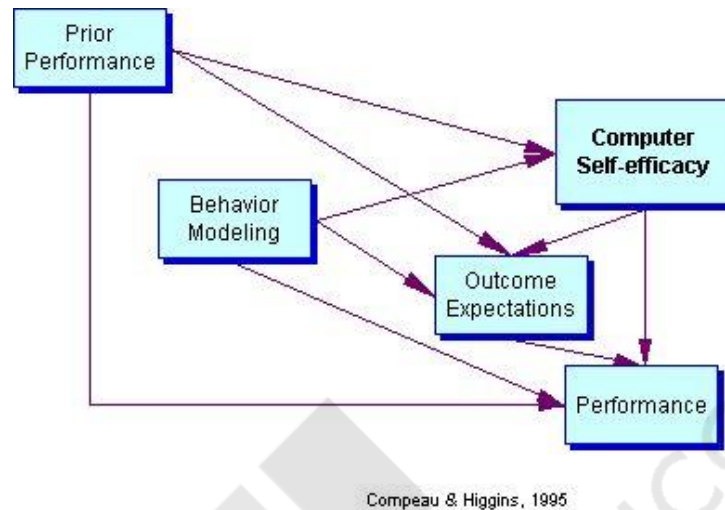 Prior
Performance
Computer
Self-efficacy
Behavior
Modeling
Outcome
Expectations
Performance
Compeau & Higgins, 1995